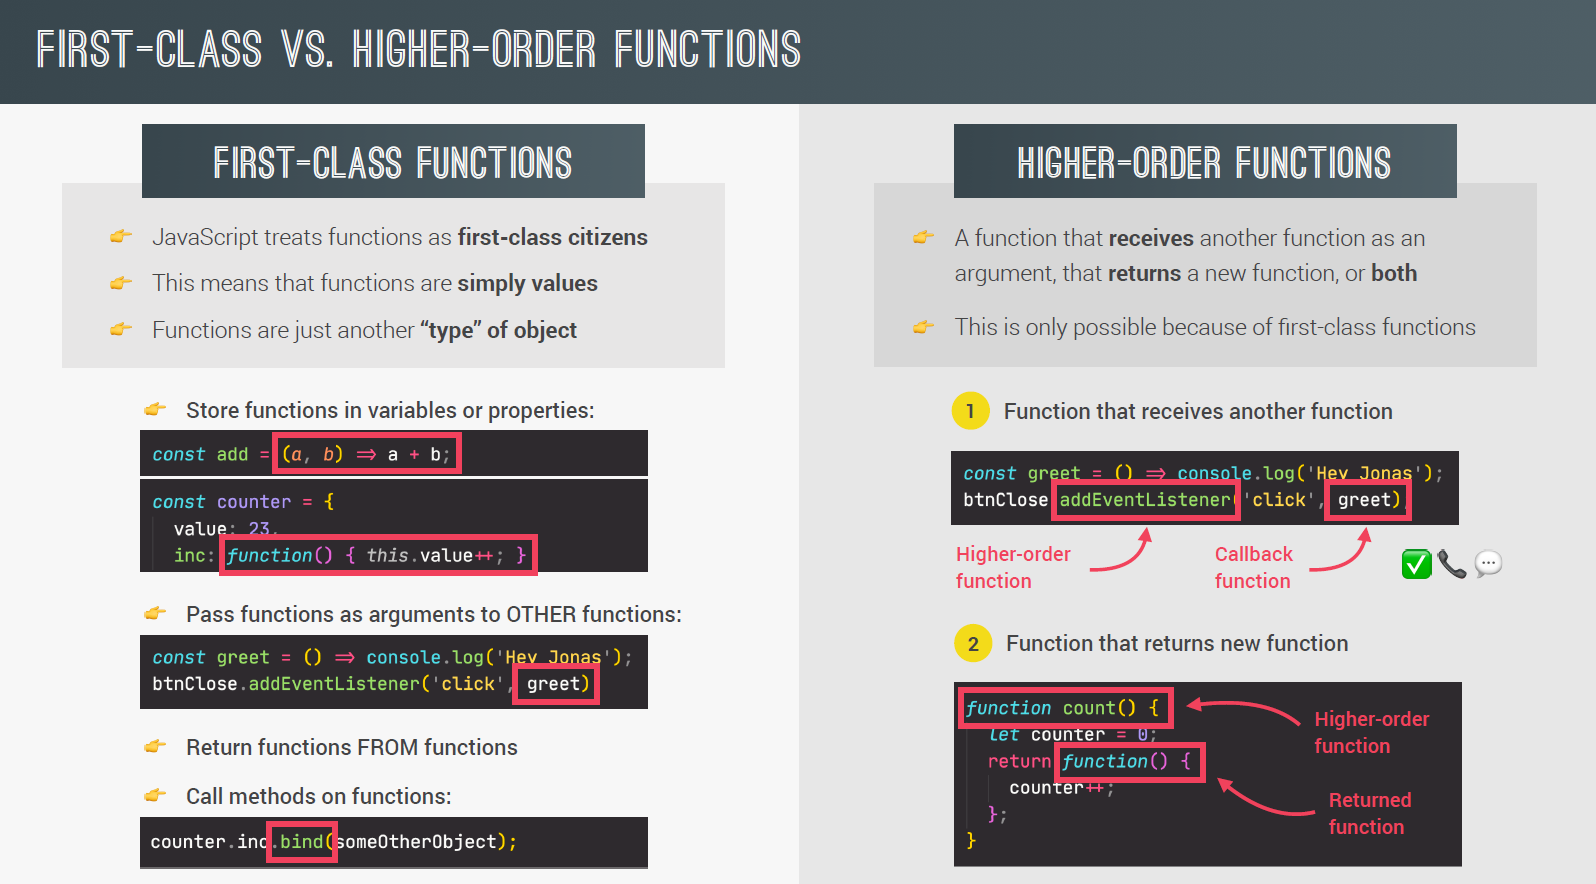 FIRST-CLASS VS. HIGHER-ORDER FUNCTIONS
FIRST-CLASS FUNCTIONS
JavaScript treats functions as first-class citizens
This means that functions are simply values
Functions are just another “type” of object
Store functions in variables or properties:
const add = (a, b) => a + b;
const counter = {
value: 23,
inc: function() { this.value++; }
Pass functions as arguments to OTHER functions:
const greet = () => console.log('Hey Jonas');
btnClose.addEventListener('click', greet)
Return functions FROM functions
Call methods on functions:
counter.inc.bind(someOtherObject);
HIGHER-ORDER FUNCTIONS
A function that receives another function as an
argument, that returns a new function, or both
This is only possible because of first-class functions
1 Function that receives another function
const greet = () => console.log('Hey Jonas');
btnClose.addEventListener('click', greet)
Higher-order
function
Callback
function
2 Function that returns new function
function count() {
let counter = 0;
return function() {
counter++;
};
}
Higher-order
function
Returned
function